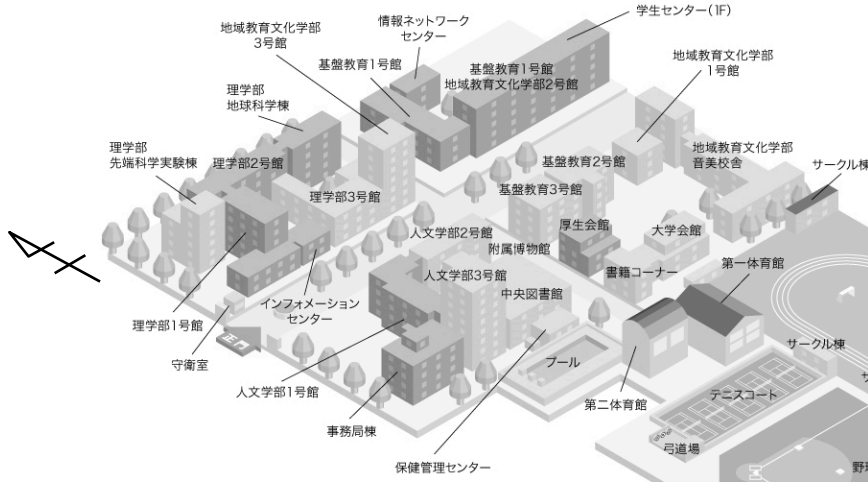 学生センター(1F)
情報ネットワーク
センター
地域教育文化学部
3号館
基盤教育1号館
基盤教育1号館
地域教育文化学部2号館
地域教育文化学部
1号館
理学部
地球科学棟
理学部
先端科学実験棟
理学部2号館
地域教育文化学部
音美校舎
サークル棟
基盤教育2号館
基盤教育3号館
理学部3号館
厚生会館
大学会館
人文学部2号館
附属博物館
書籍コーナー
第一体育館
人文学部3号館
中央図書館
インフォメーション
センター
理学部1号館
守衛室
正門
プール
サークル棟
テニスコート
人文学部1号館
第二体育館
事務局棟
弓道場
保健管理センター
野球